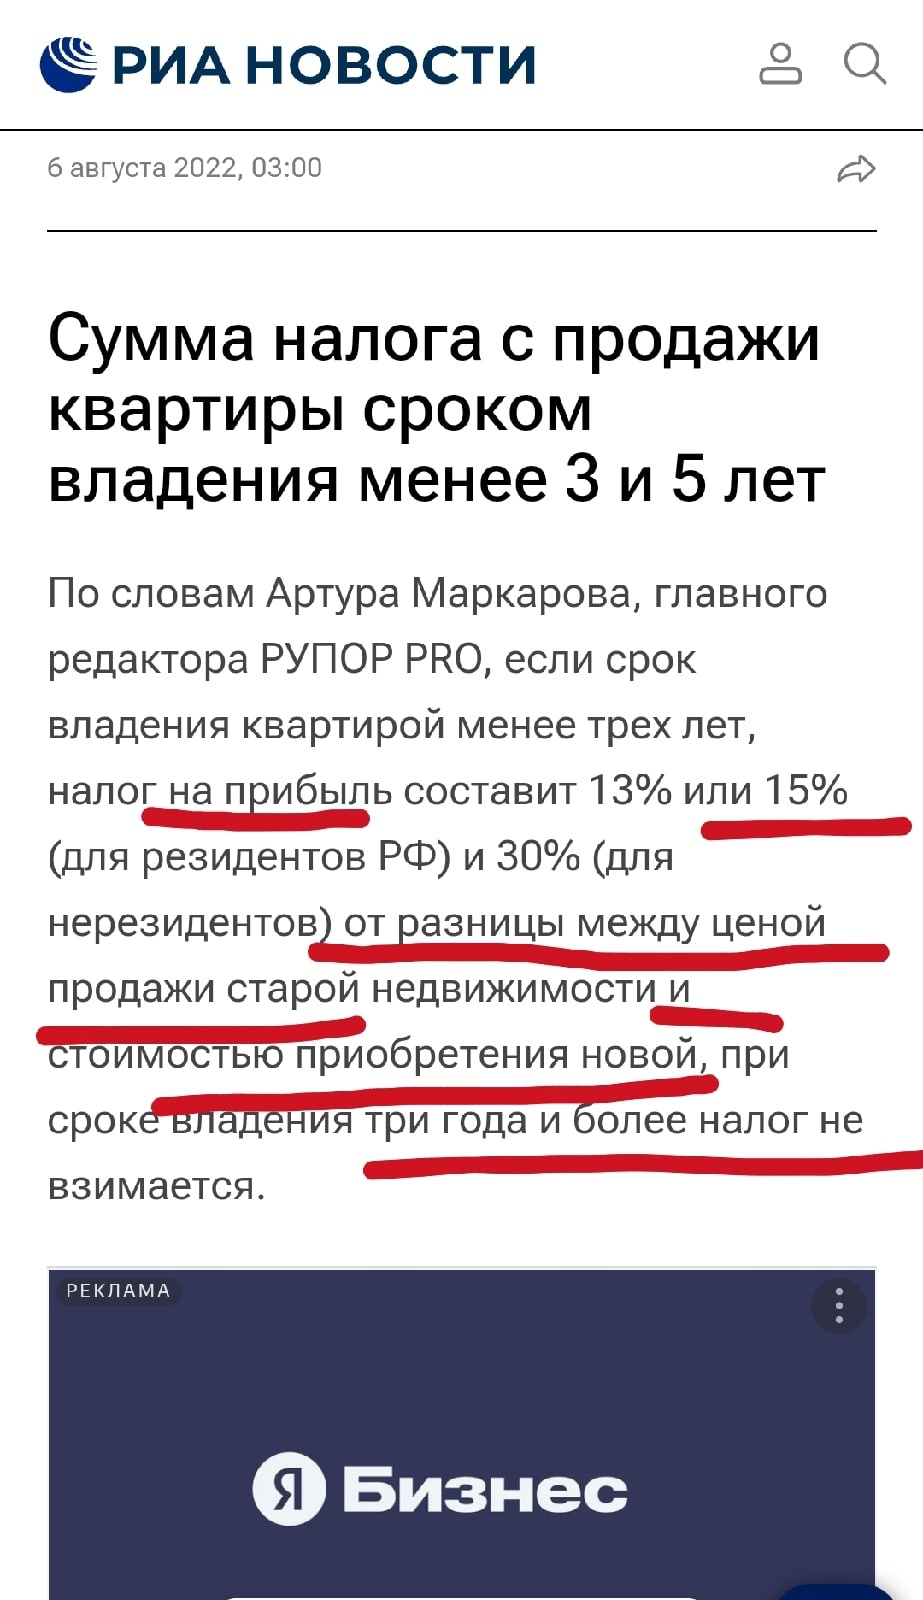 РИА НОВОСТИ
6 августа 2022, 03:00
Сумма налога с продажи
квартиры сроком
владения менее 3 и 5 лет
По словам Артура Маркарова, главного
редактора РУПОР PRO, если срок
владения квартирой менее трех лет,
налог на прибыль составит 13% или 15%
(для резидентов РФ) и 30% (для
нерезидентов) от разницы между ценой
продажи старой недвижимости и
стоимостью приобретения новой, при
сроке владения три года и более налог не
взимается.
РЕКЛАМА
Я Бизнес